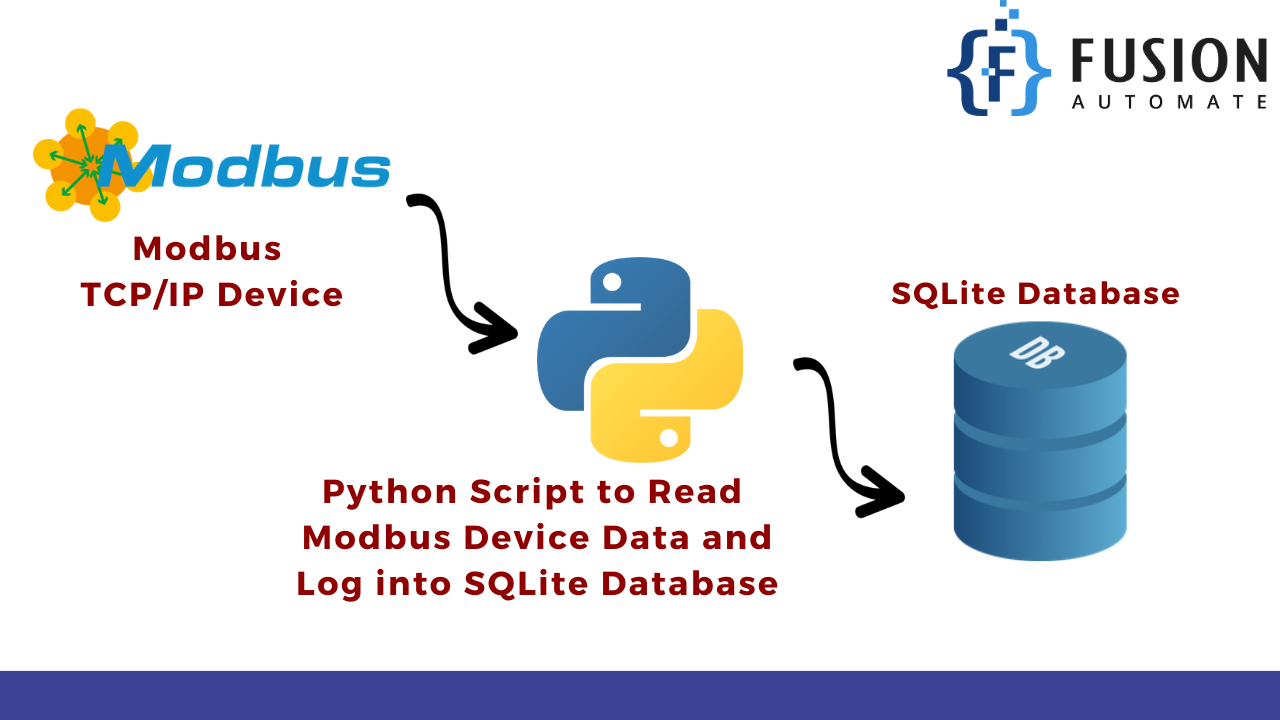 FUSION
AUTOMATE
Modbus
Modbus
TCP/IP Device
SQLite Database
DB
Python Script to Read
Modbus Device Data and
Log into SQLite Database